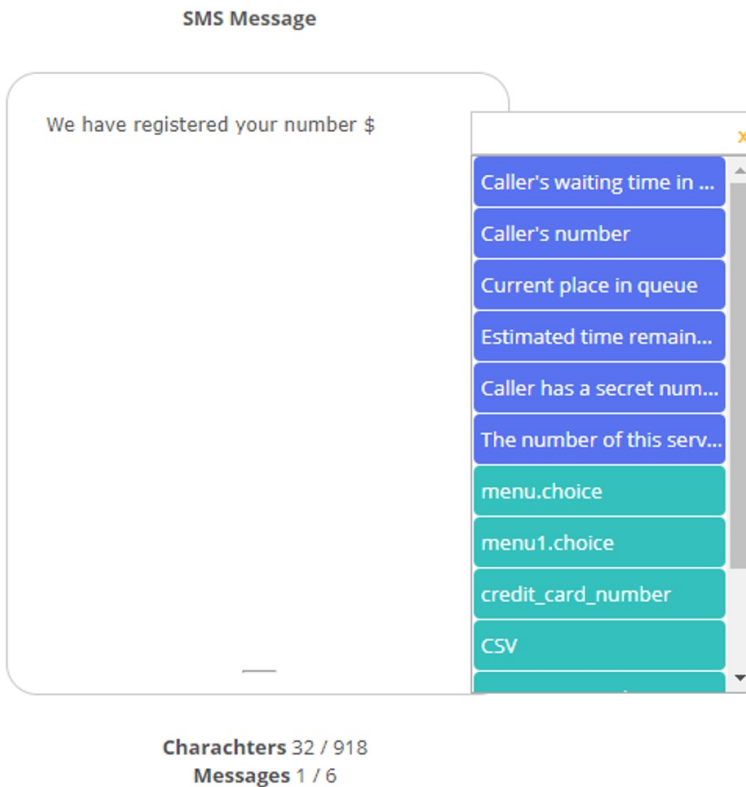 SMS Message
We have registered your number $
x
Caller's waiting time in ...
Caller's number
Current place in queue
Estimated time remain...
Caller has a secret num...
The number of this serv...
menu.choice
menu1.choice
credit_card_number
CSV
Charachters 32 / 918
Messages 1 / 6